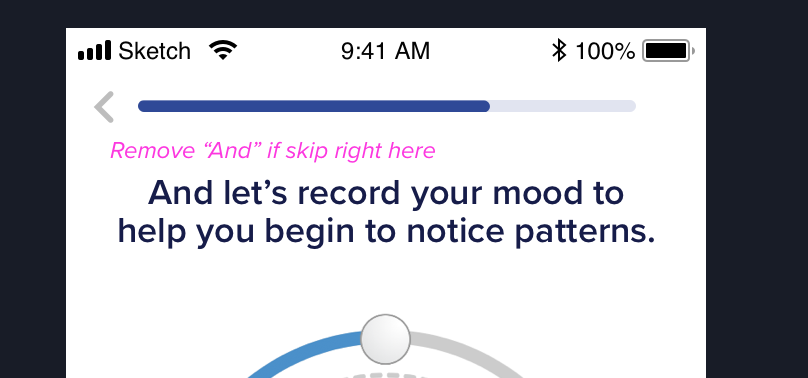 Sketch 9:41 AM 100%
Remove “And” if skip right here
And let’s record your mood to
help you begin to notice patterns.